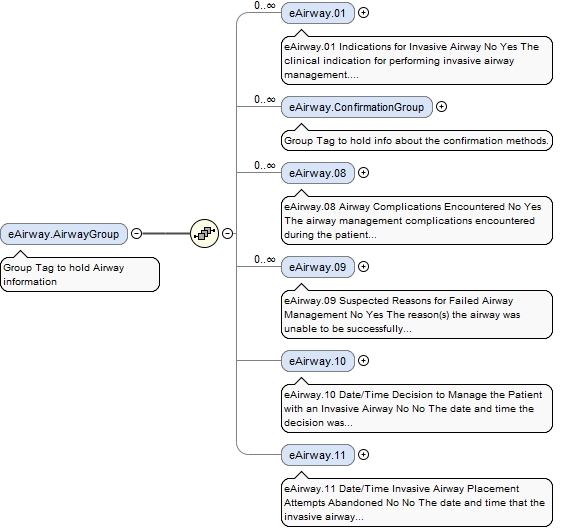 0..∞
eAirway.01
eAirway.01 Indications for Invasive Airway No Yes The
clinical indication for performing invasive airway
management....
0..∞
eAirway.ConfirmationGroup
Group Tag to hold info about the confirmation methods.
0..∞
eAirway.08
eAirway.08 Airway Complications Encountered No Yes
The airway management complications encountered
during the patient...
eAirway.AirwayGroup
Group Tag to hold Airway
information
0..∞
eAirway.09
eAirway.09 Suspected Reasons for Failed Airway
Management No Yes The reason(s) the airway was
unable to be successfully...
eAirway.10
eAirway.10 Date/Time Decision to Manage the Patient
with an Invasive Airway No No The date and time the
decision was...
eAirway.11
eAirway.11 Date/Time Invasive Airway Placement
Attempts Abandoned No No The date and time that the
invasive airway...